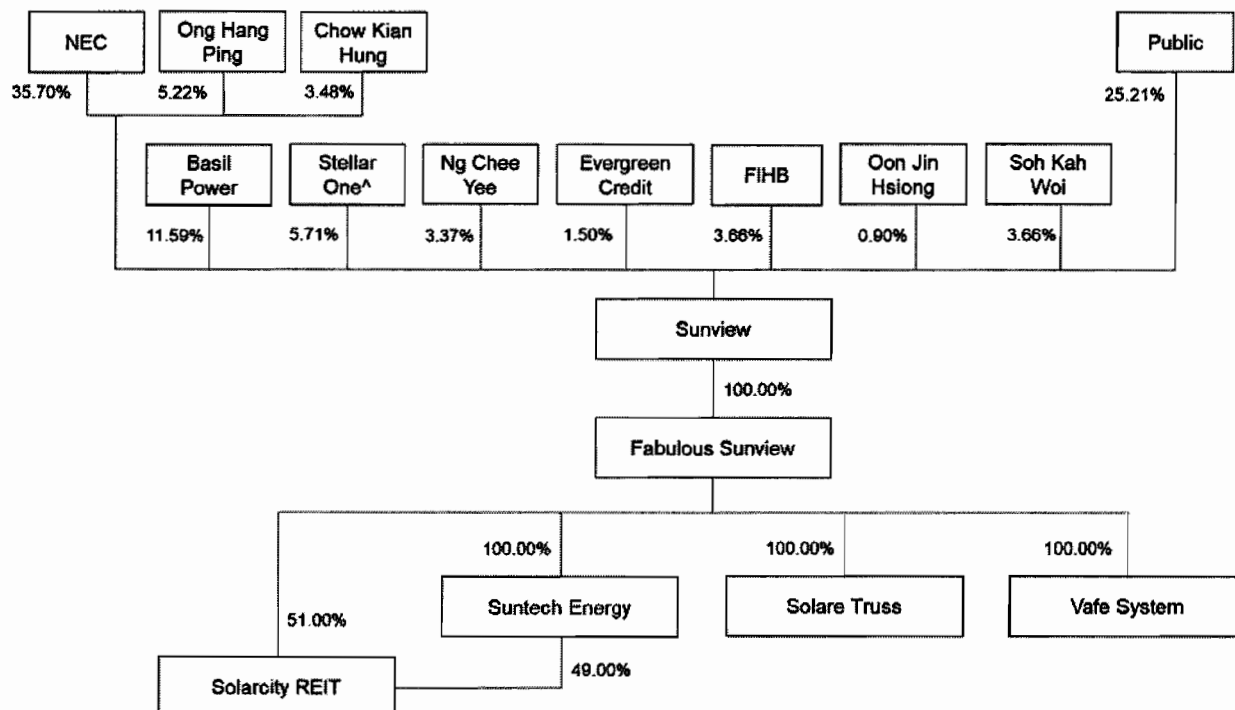 NEC
Ong Hang
Ping
Chow Kian
Hung
Public
35.70%
5.22%
3.48%
25.21%
Basil
Power
Stellar
One^
Ng Chee
Yee
Evergreen
Credit
FIHB
Oon Jin
Hsiong
Soh Kah
Woi
11.59%
5.71%
3.37%
1.50%
3.66%
0.90%
3.66%
Sunview
100.00%
Fabulous Sunview
100.00%
100.00%
100.00%
Suntech Energy
Solare Truss
Vafe System
51.00%
49.00%
Solarcity REIT